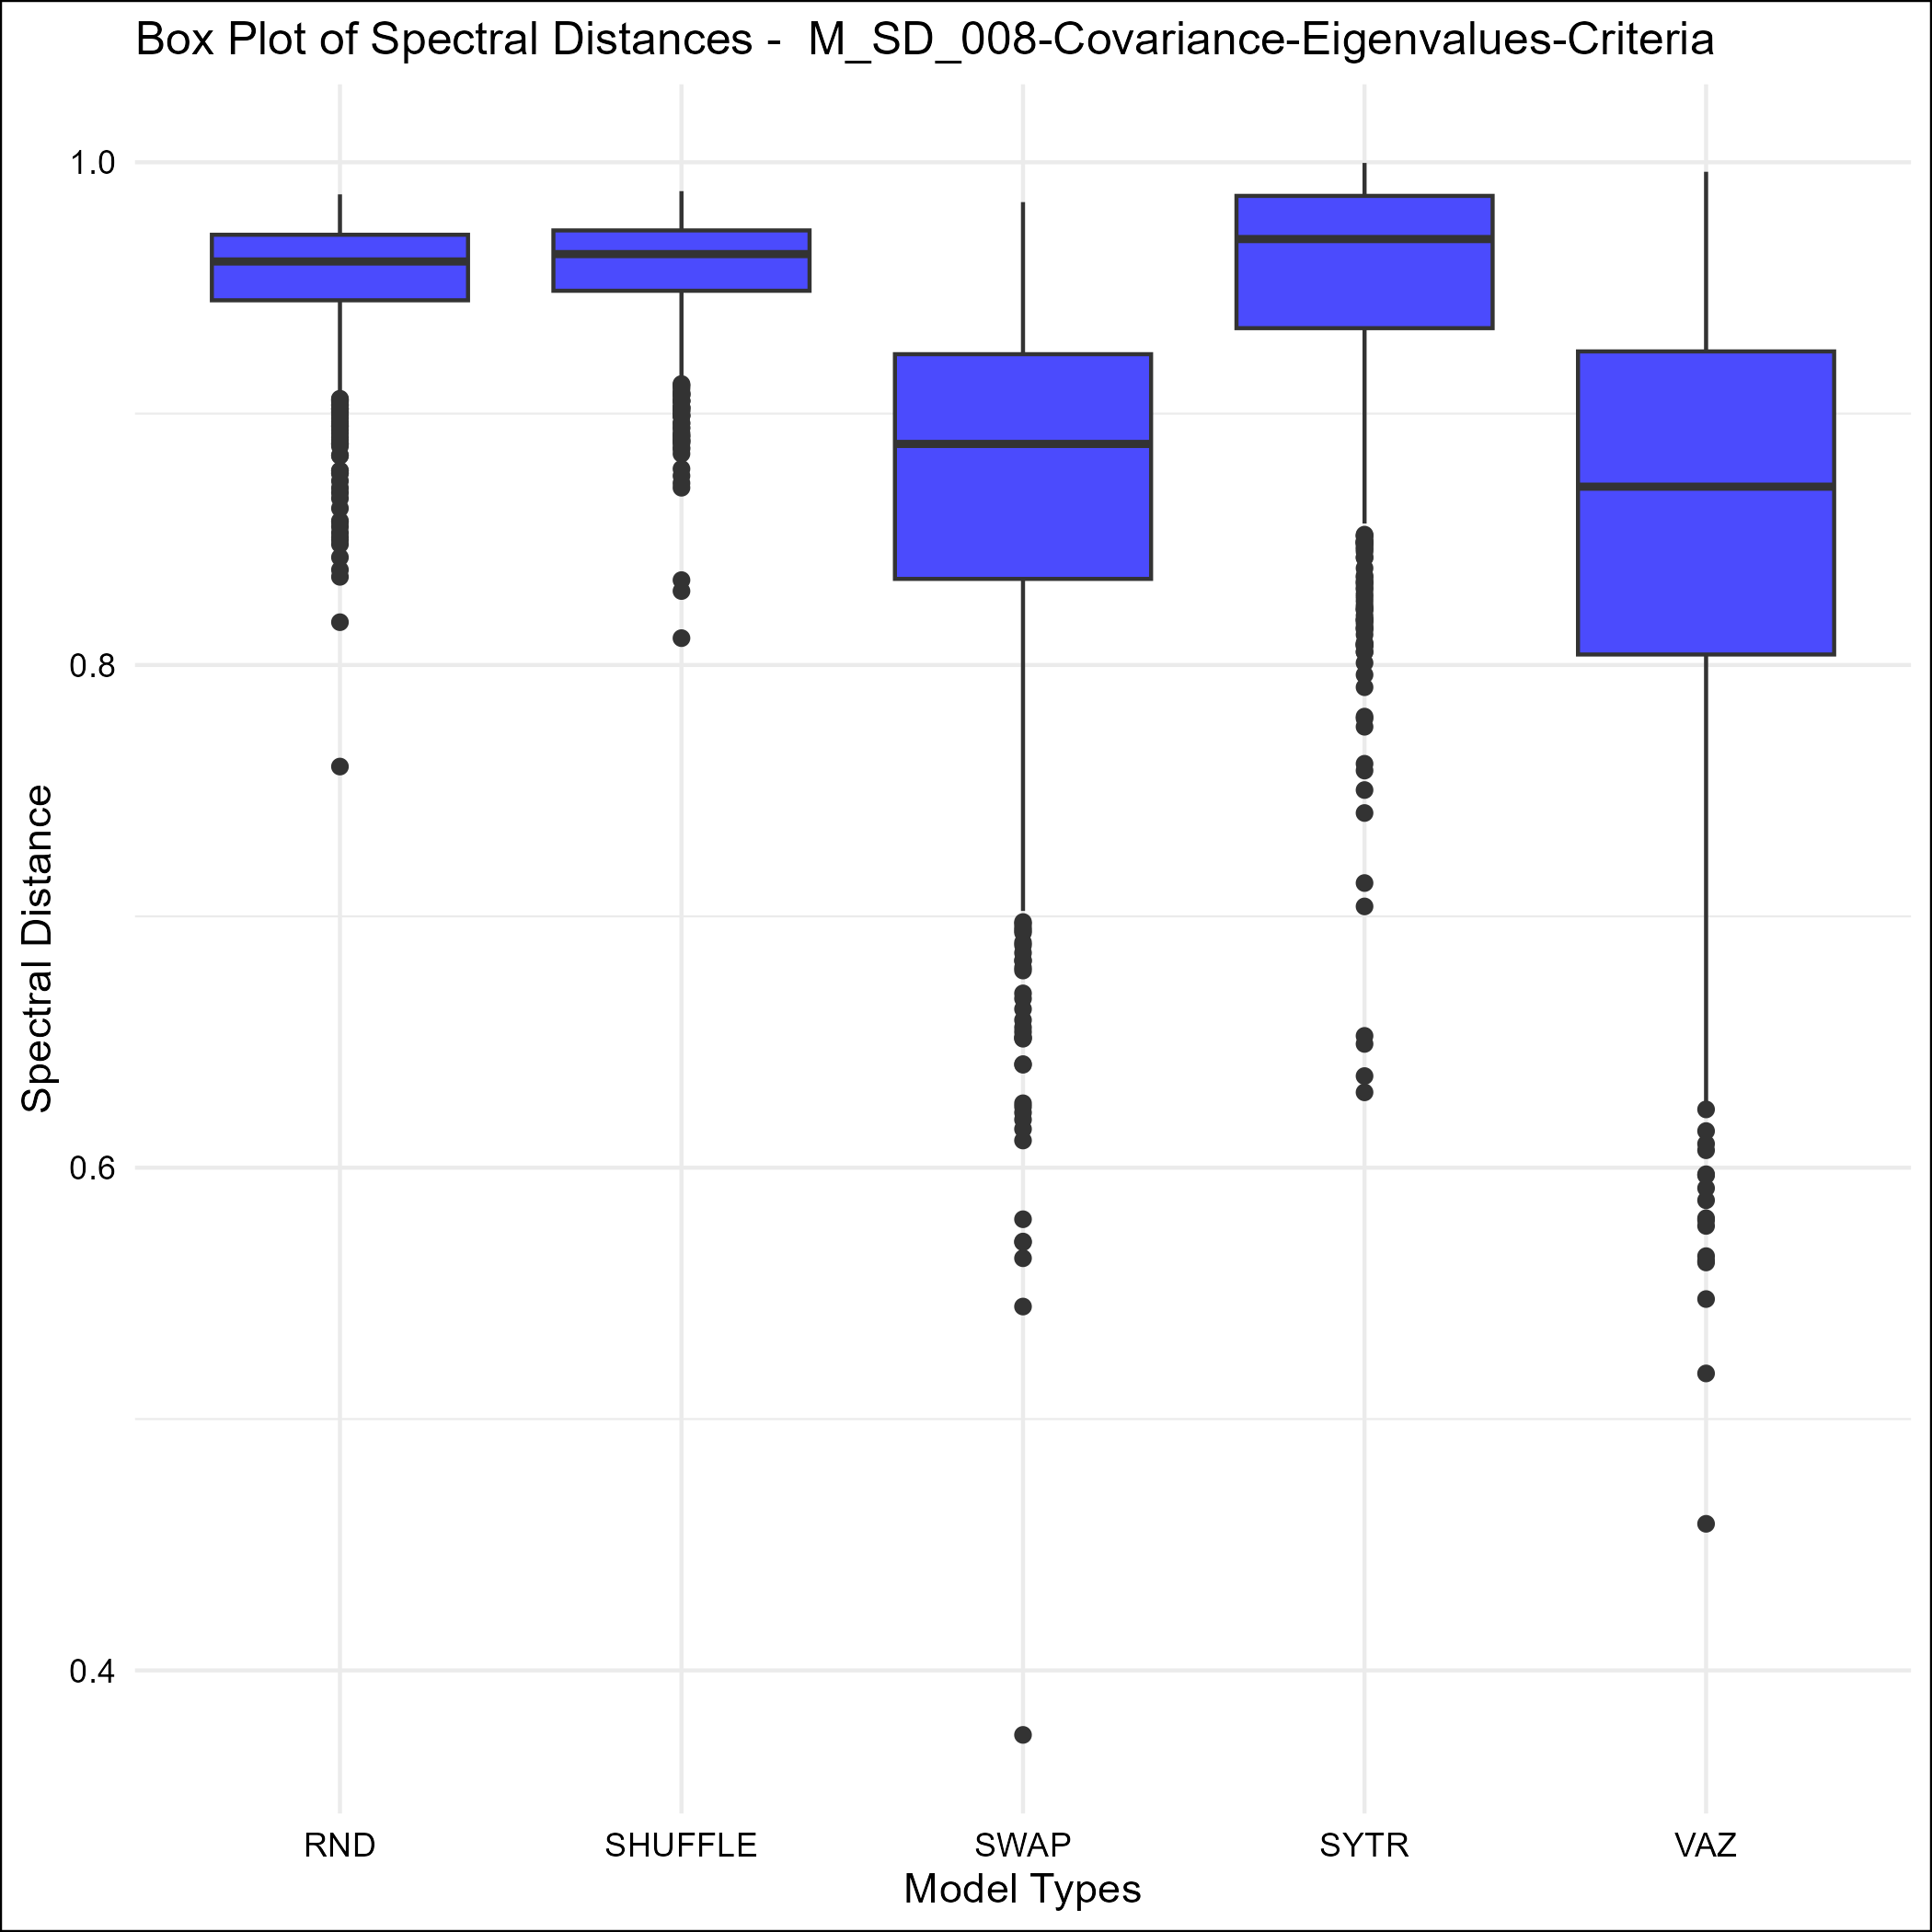 Box Plot of Spectral Distances -  M_SD_008-Covariance-Eigenvalues-Criteria
Spectral Distance
1.0
0.8
0.6
0.4
RND SHUFFLE SWAP SYTR VAZ
Model Types